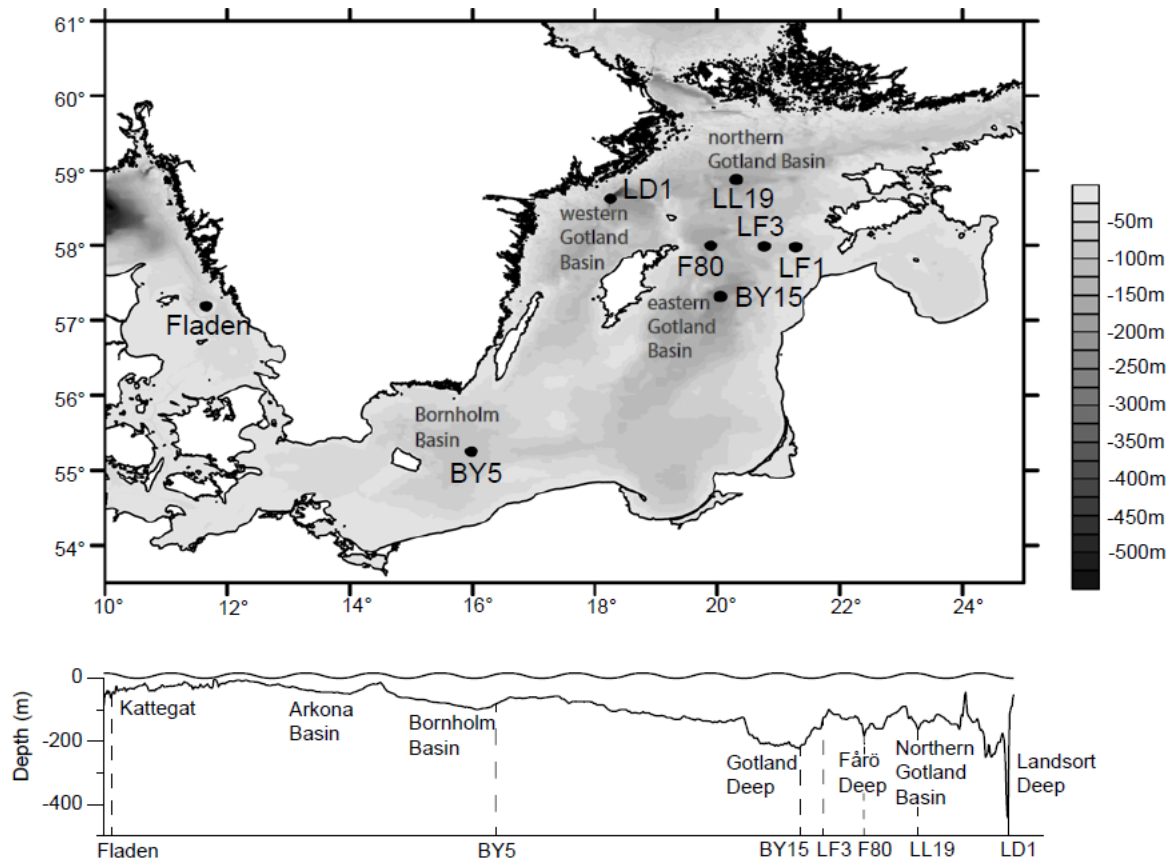 61°
60°
59°
58°
57°
56°
55°
54°
10°
12°
14°
16°
18°
20°
22°
24°
northern
Gotland Basin
LD1
LL19
western
Gotland
Basin
LF3
F80
LF1
BY15
eastern
Gotland
Basin
Fladen
Bornholm
Basin
BY5
-50m
-100m
-150m
-200m
-250m
-300m
-350m
-400m
-450m
-500m
Depth (m)
0
-200
-400
Kattegat
Arkona
Basin
Bornholm
Basin
Gotland
Deep
Fårö
Deep
Northern
Gotland
Basin
Landsort
Deep
Fladen
BY5
BY15
LF3
F80
LL19
LD1